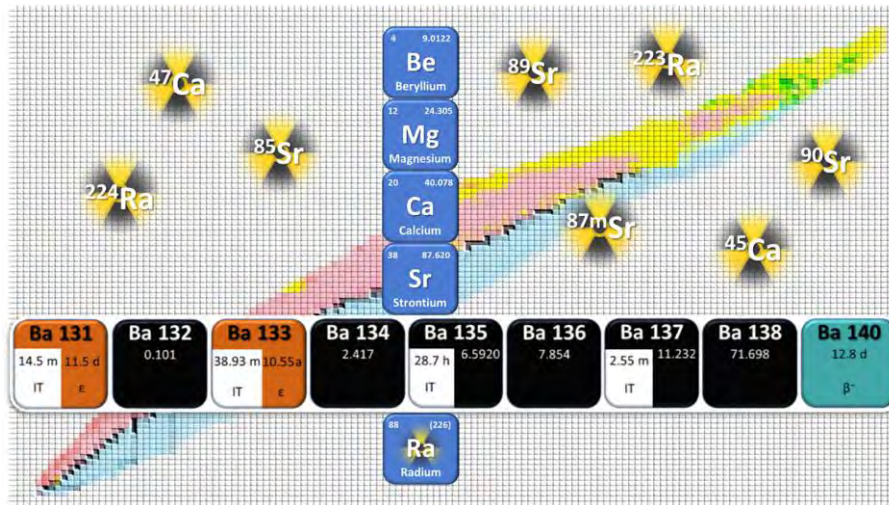 4 9.0122
Be
Beryllium
12 24.305
Mg
Magnesium
20 40.078
Ca
Calcium
38 87.620
Sr
Strontium
47Ca
85Sr
224Ra
89Sr
223Ra
90Sr
87mSr
45Ca
Ba 131
14.5 m 11.5 d
IT ε
Ba 132
0.101
Ba 133
38.93 m 10.55a
IT ε
Ba 134
2.417
Ba 135
28.7 h 6.5920
IT
Ba 136
7.854
Ba 137
2.55 m 11.232
IT
Ba 138
71.698
Ba 140
12.8 d
β⁻
88 (226)
Ra
Radium